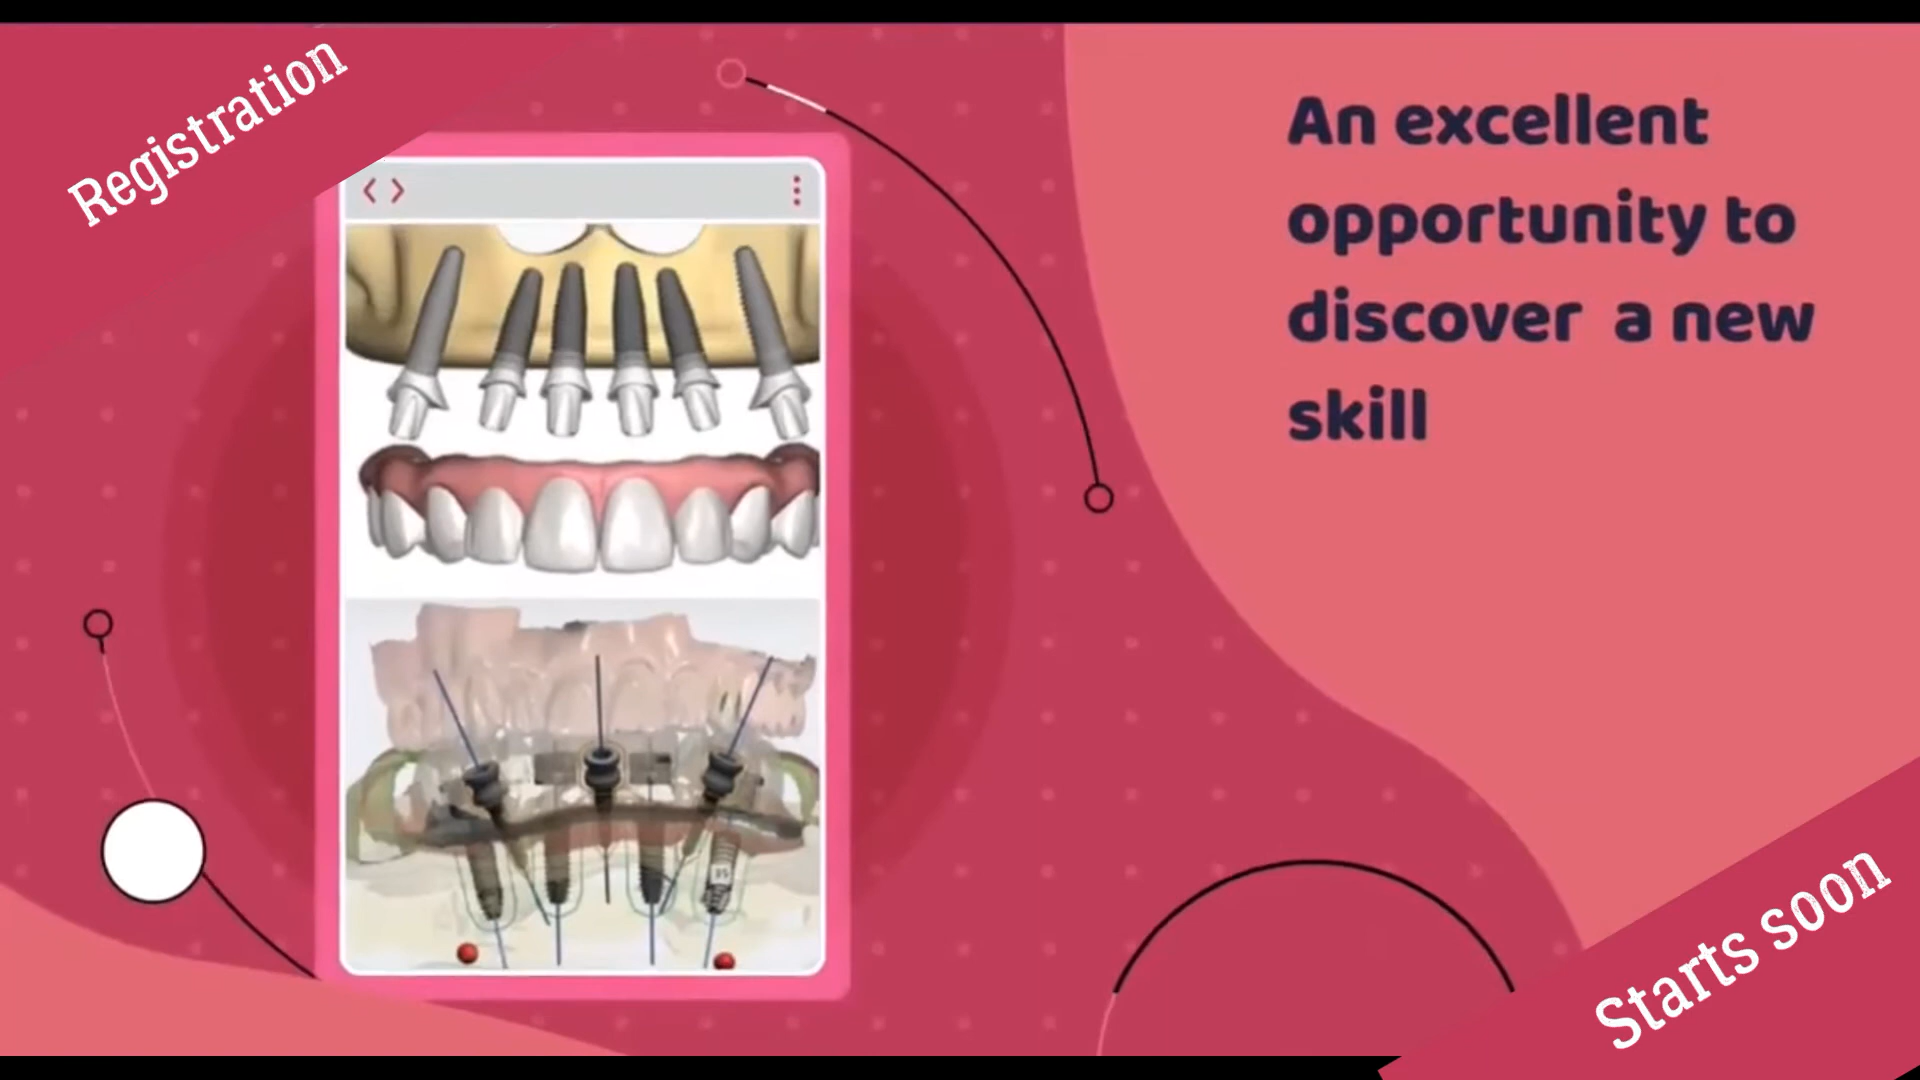 Registration
An excellent
opportunity to
discover a new
skill
Starts soon